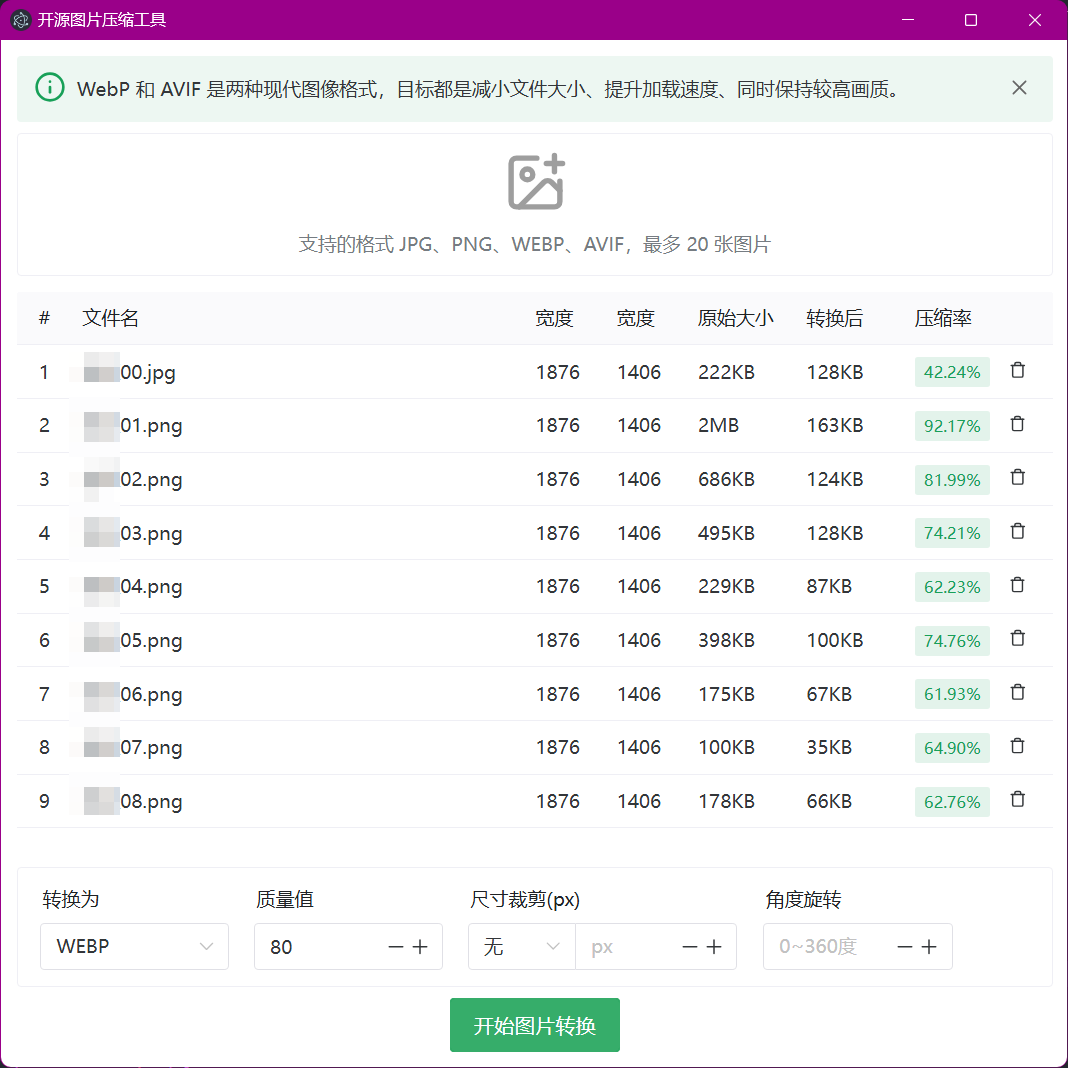 开源图片压缩工具
WebP 和 AVIF 是两种现代图像格式，目标都是减小文件大小、提升加载速度、同时保持较高画质。
支持的格式 JPG、PNG、WEBP、AVIF，最多 20 张图片
# 文件名 宽度 宽度 原始大小 转换后 压缩率
1 00.jpg 1876 1406 222KB 128KB 42.24%
2 01.png 1876 1406 2MB 163KB 92.17%
3 02.png 1876 1406 686KB 124KB 81.99%
4 03.png 1876 1406 495KB 128KB 74.21%
5 04.png 1876 1406 229KB 87KB 62.23%
6 05.png 1876 1406 398KB 100KB 74.76%
7 06.png 1876 1406 175KB 67KB 61.93%
8 07.png 1876 1406 100KB 35KB 64.90%
9 08.png 1876 1406 178KB 66KB 62.76%
转换为 质量值 尺寸裁剪(px) 角度旋转
WEBP 80 无 px 0~360度
开始图片转换